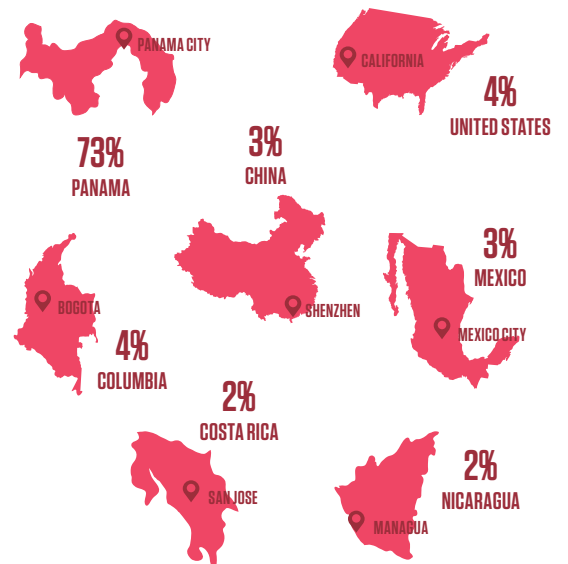 PANAMA CITY
73%
PANAMA
CALIFORNIA
4%
UNITED STATES
3%
CHINA
SHENZHEN
BOGOTA
4%
COLUMBIA
3%
MEXICO
MEXICO CITY
2%
COSTA RICA
SAN JOSE
2%
NICARAGUA
MANAGUA